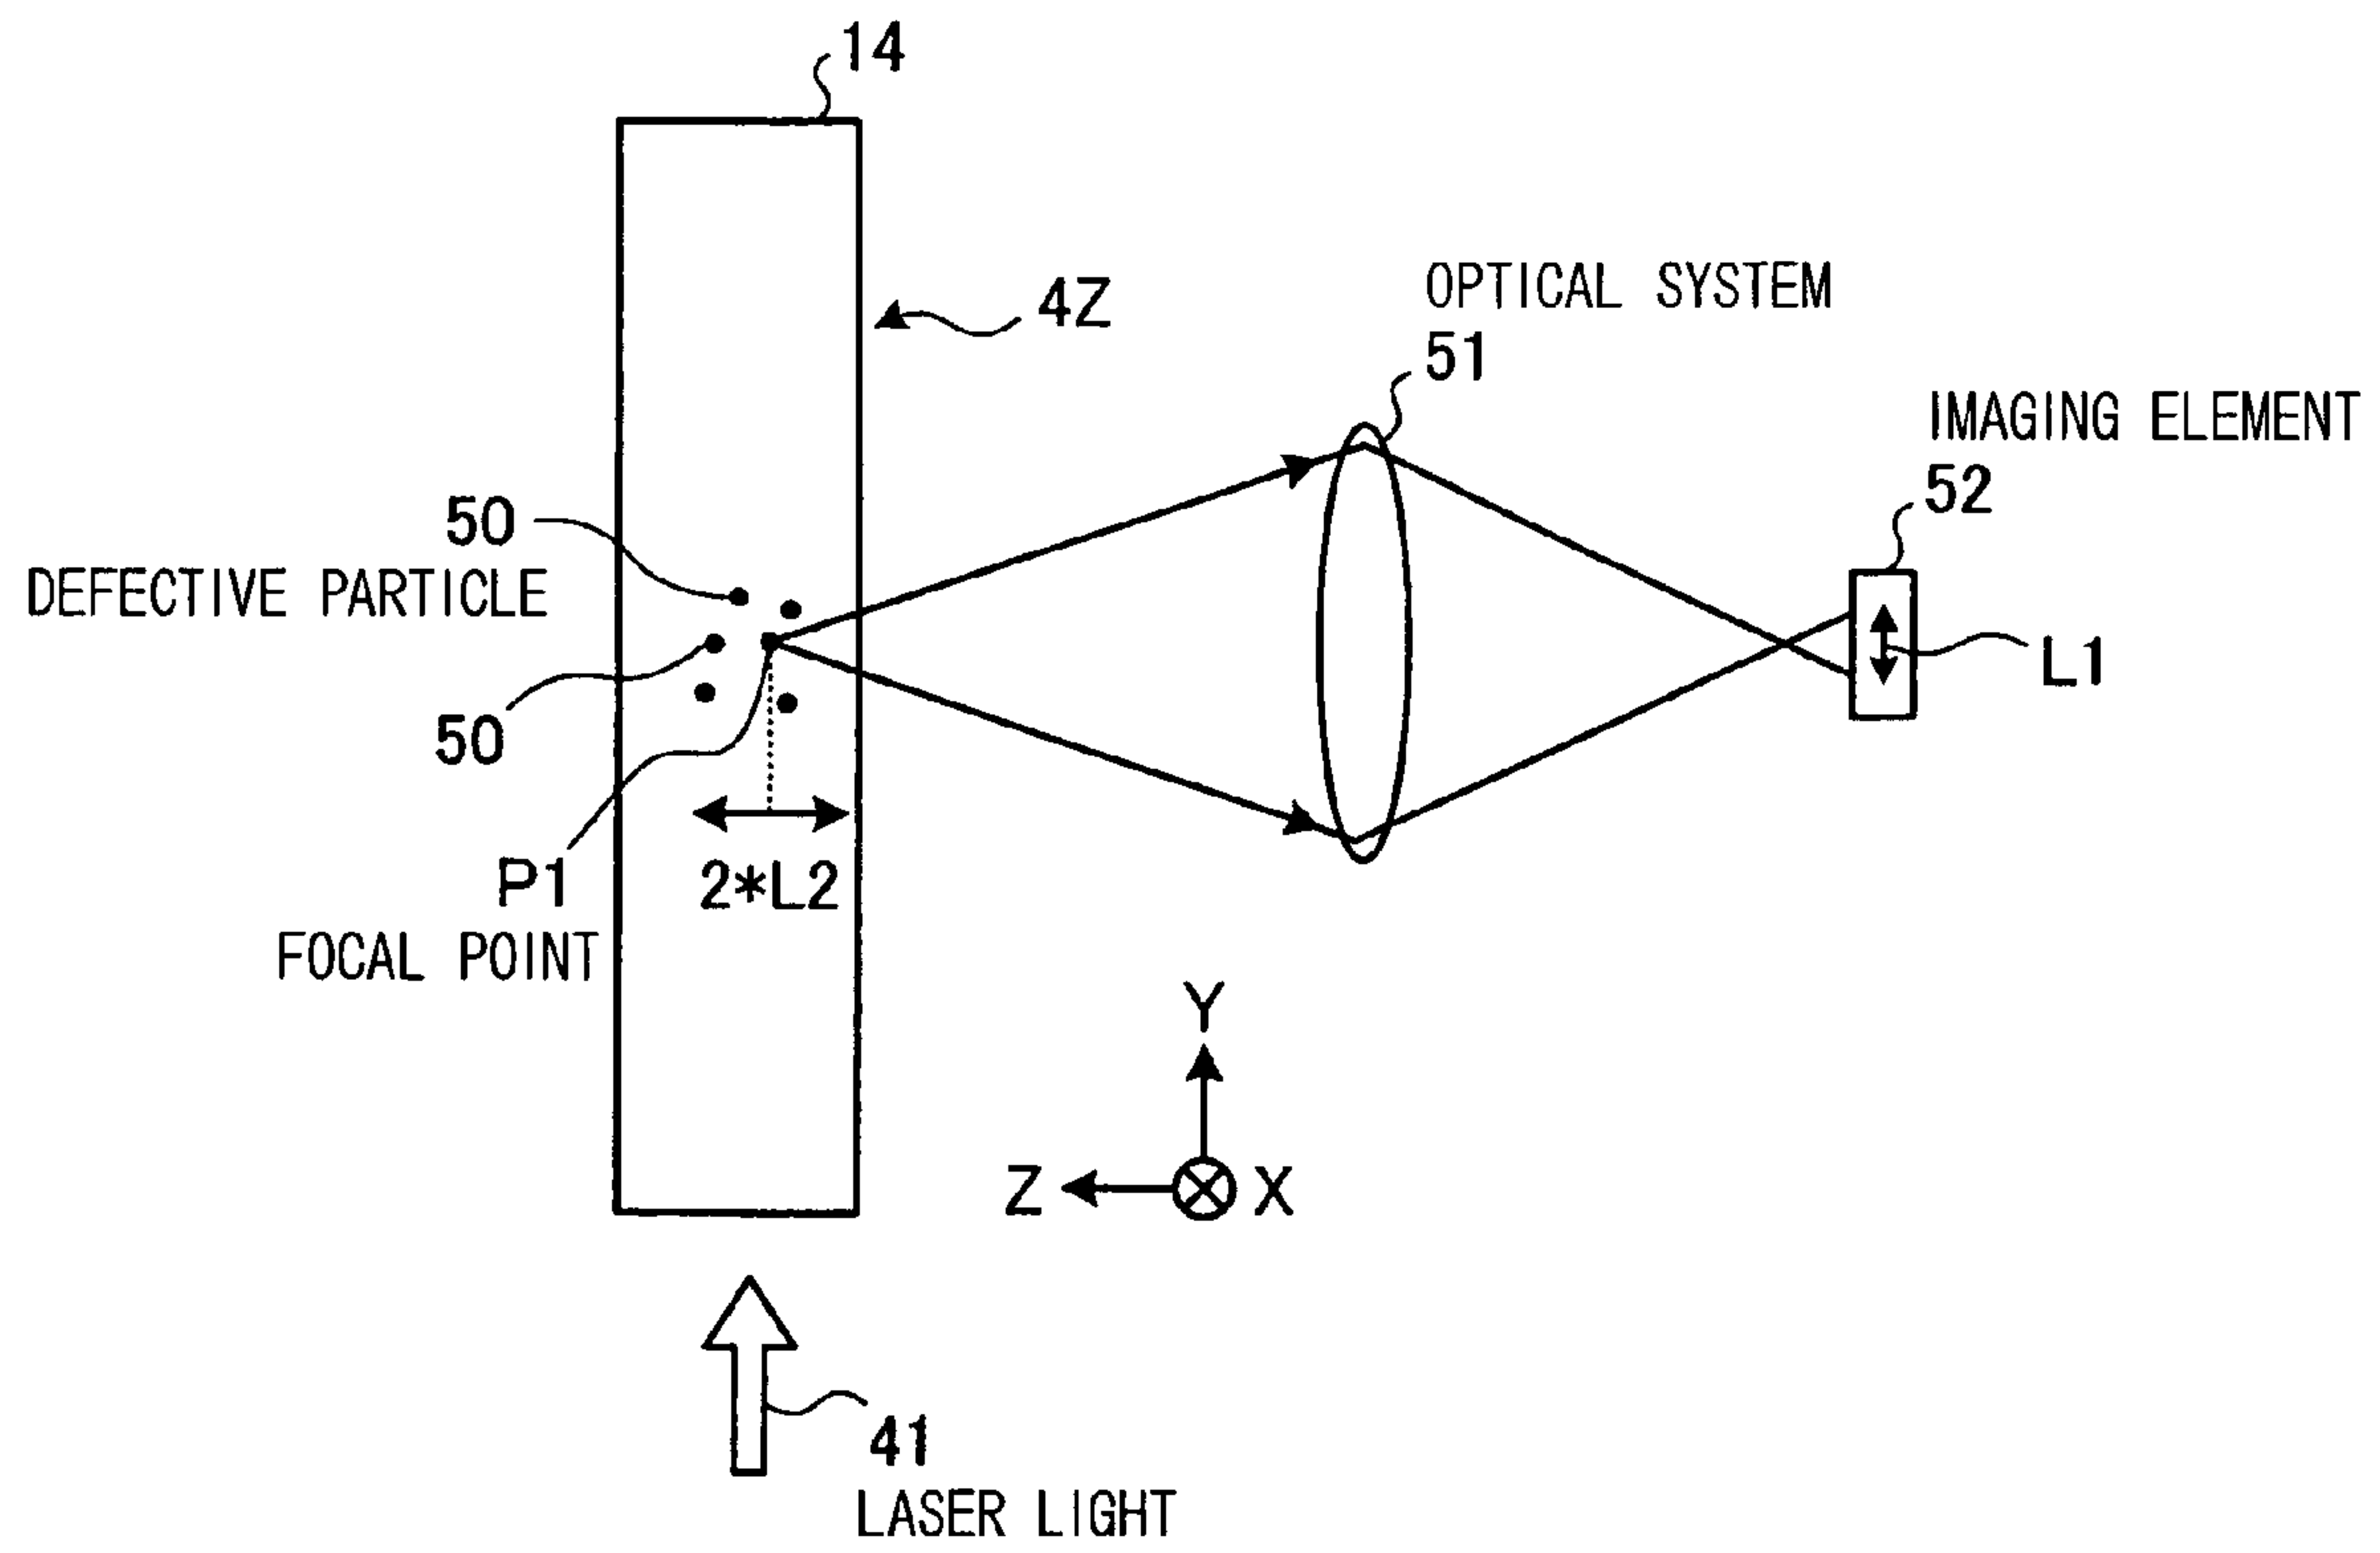 14
4Z
OPTICAL SYSTEM
51
IMAGING ELEMENT
52
50
DEFECTIVE PARTICLE
L1
50
P1
2*L2
FOCAL POINT
Y
Z
X
41
LASER LIGHT